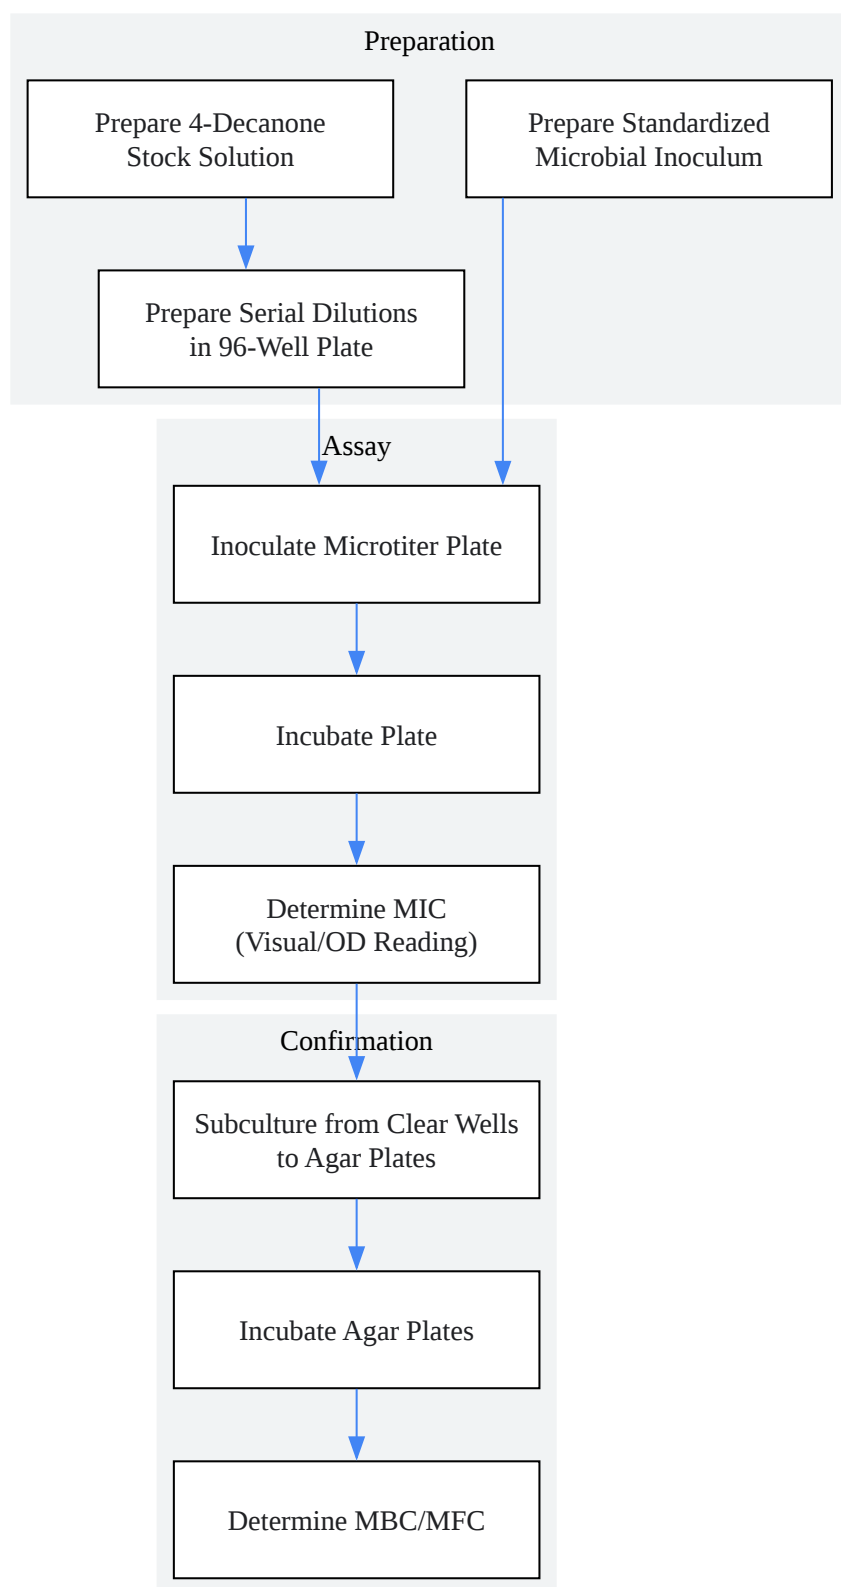 Preparation
Prepare 4-Decanone
Stock Solution
Prepare Standardized
Microbial Inoculum
Prepare Serial Dilutions
in 96-Well Plate
Assay
Inoculate Microtiter Plate
Incubate Plate
Determine MIC
(Visual/OD Reading)
Confirmation
Subculture from Clear Wells
to Agar Plates
Incubate Agar Plates
Determine MBC/MFC